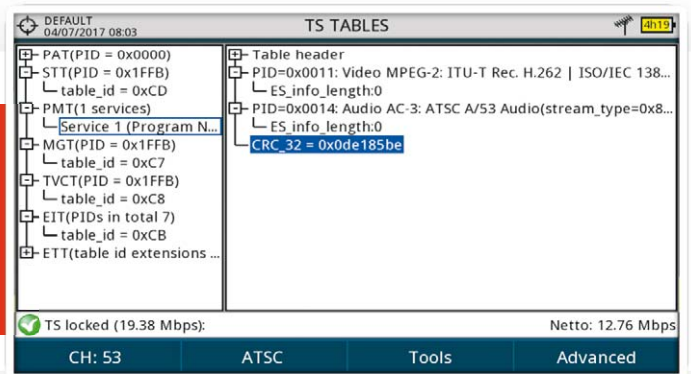 DEFAULT
04/07/2017 08:03
TS TABLES
4h19
PAT(PID = 0x0000)
STT(PID = 0x1FFB)
table_id = 0xCD
PMT(1 services)
Service 1 (Program N...
MGT(PID = 0x1FFB)
table_id = 0xC7
TVCT(PID = 0x1FFB)
table_id = 0xC8
EIT(PIDs in total 7)
table_id = 0xCB
ETT(table id extensions ...
Table header
PID=0x0011: Video MPEG-2: ITU-T Rec. H.262 | ISO/IEC 138...
ES_info_length:0
PID=0x0014: Audio AC-3: ATSC A/53 Audio(stream_type=0x8...
ES_info_length:0
CRC_32 = 0x0de185be
TS locked (19.38 Mbps):
Netto: 12.76 Mbps
CH: 53
ATSC
Tools
Advanced